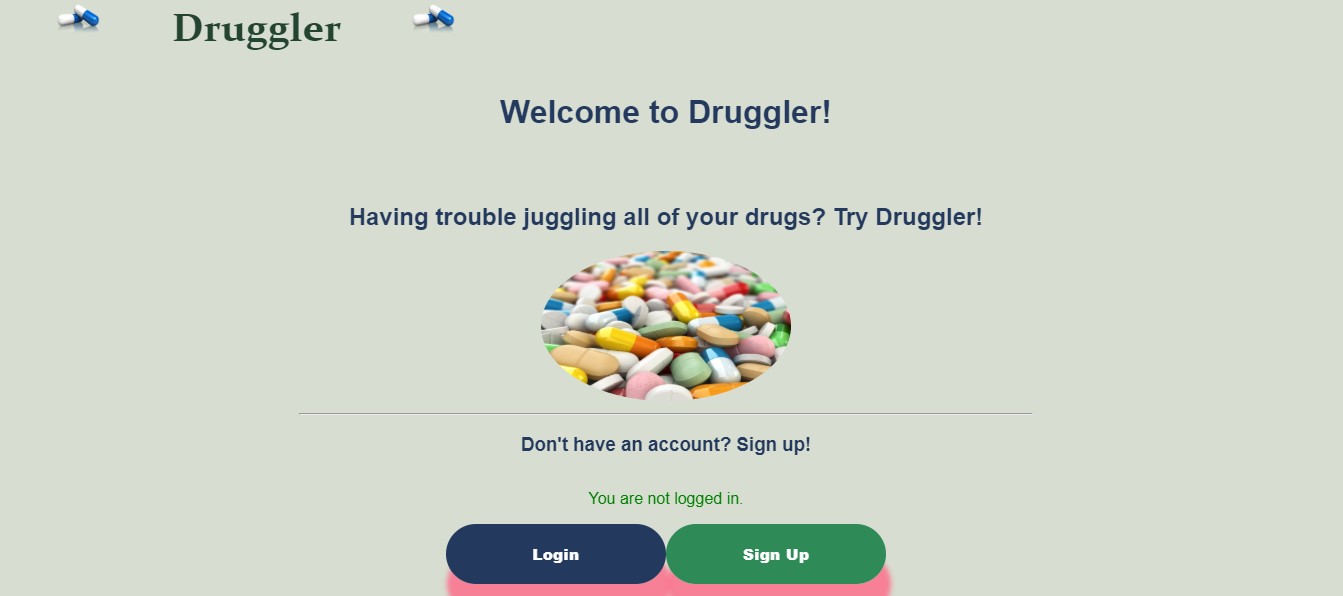 Druggler
Welcome to Druggler!
Having trouble juggling all of your drugs? Try Druggler!
Don't have an account? Sign up!
You are not logged in.
Login
Sign Up